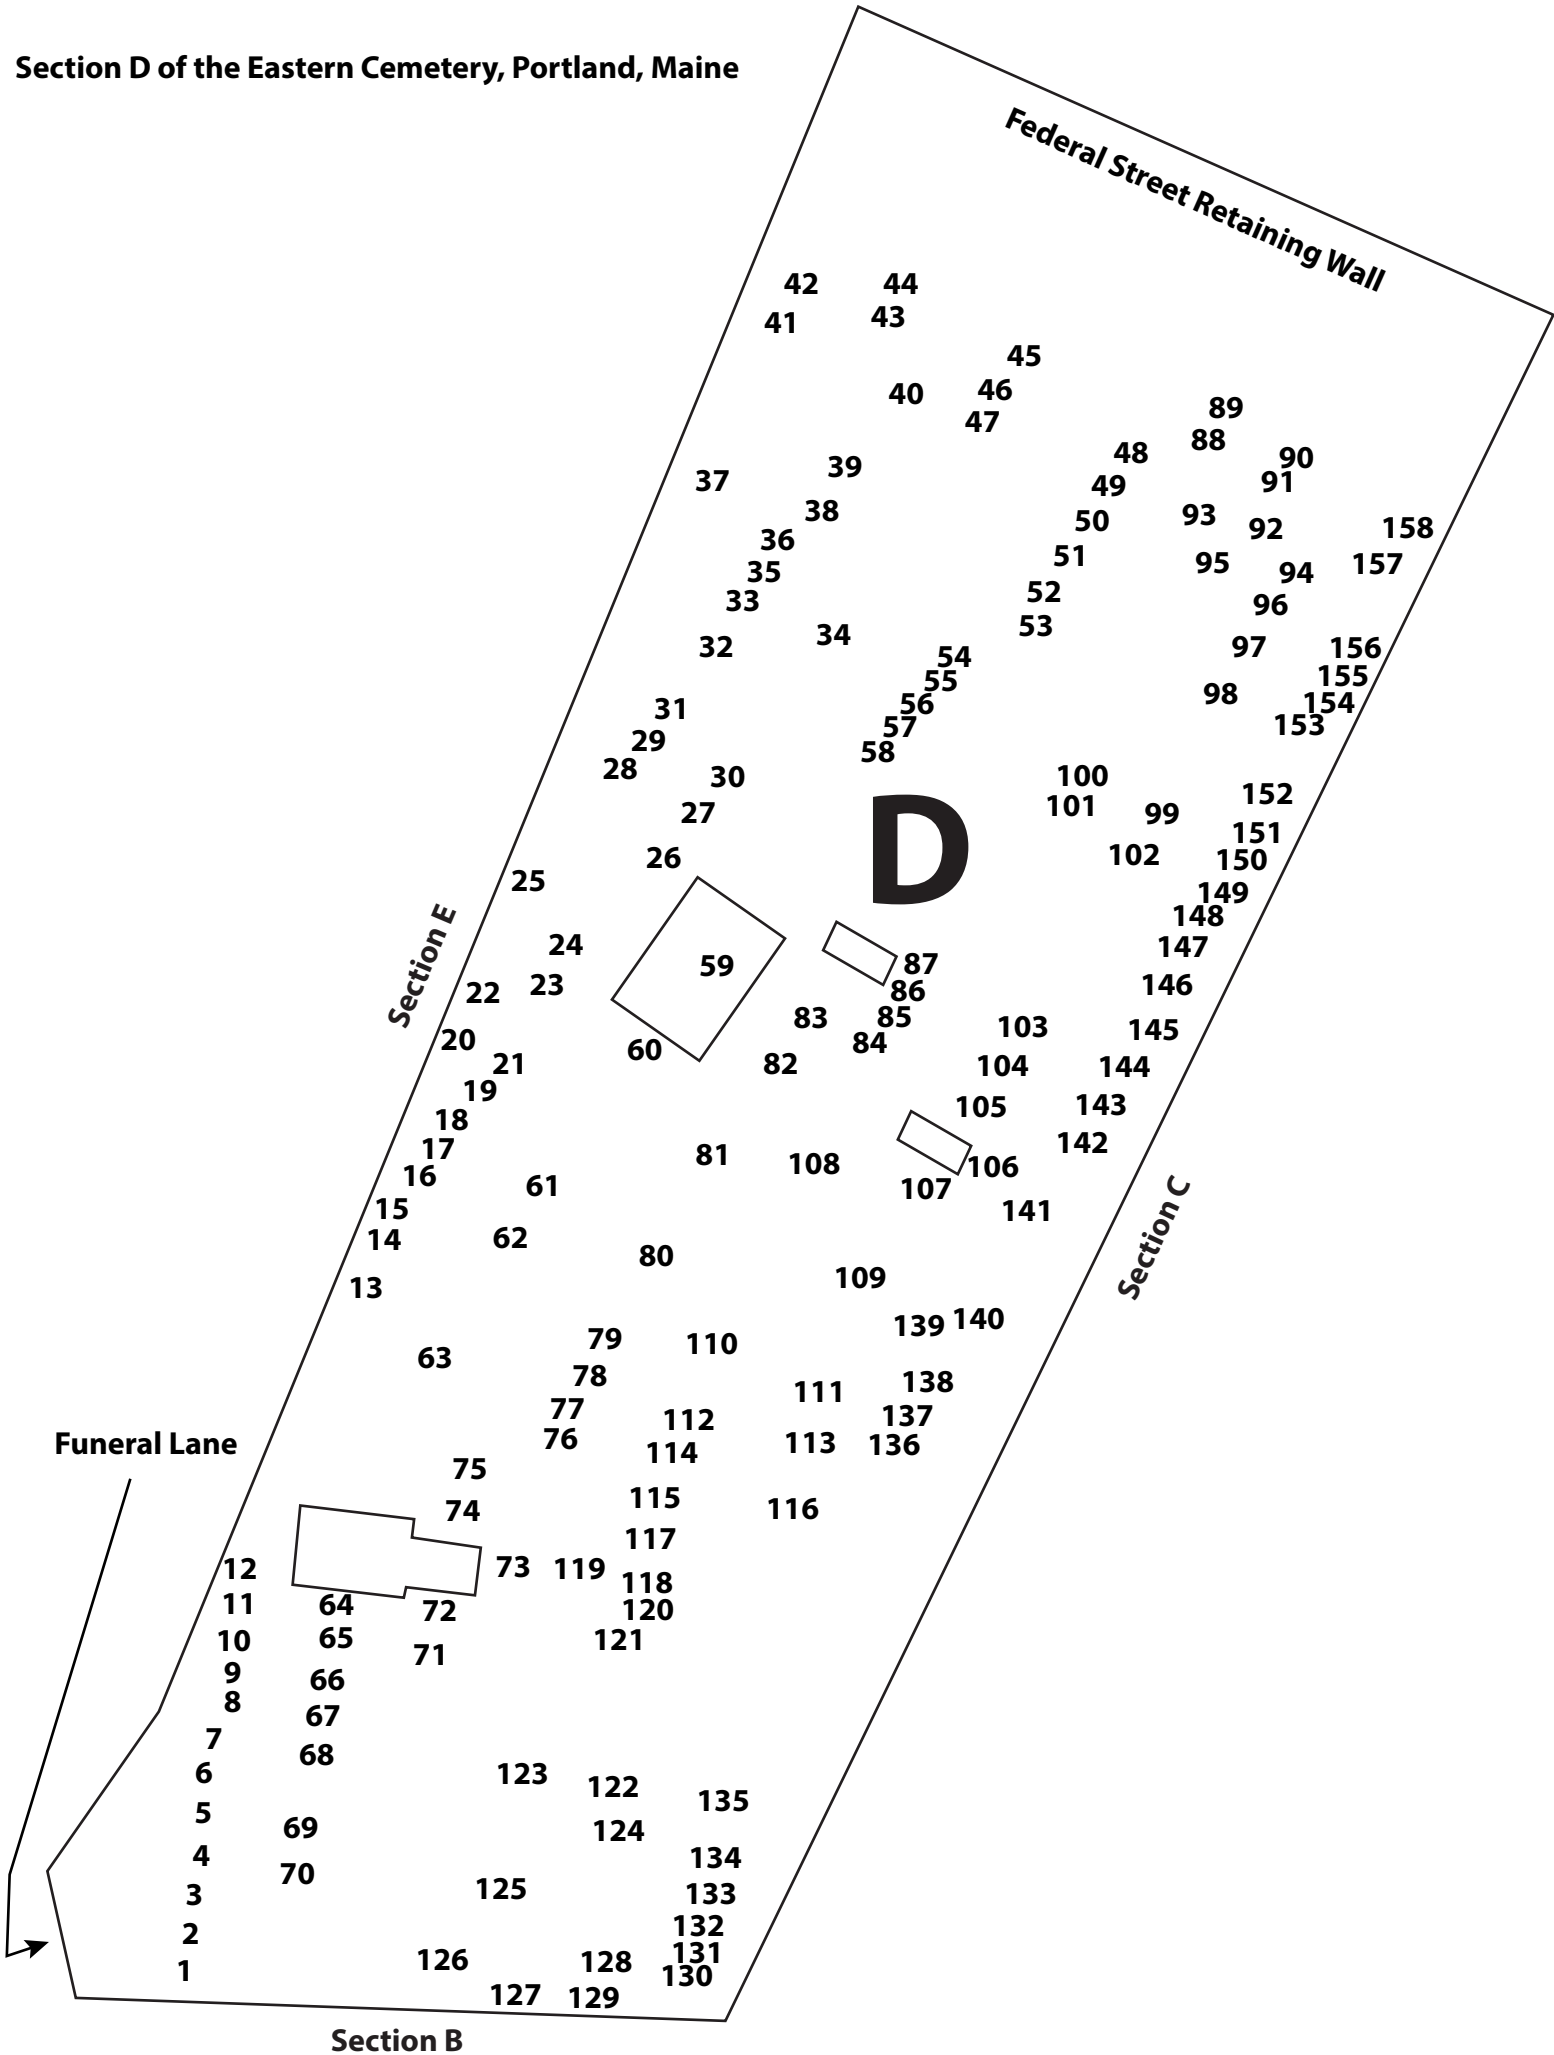 Section D of the Eastern Cemetery, Portland, Maine
Federal Street Retaining Wall
42 44
41 43
45
40 46
47
89
88
48 90
39
37 49 91
38 50 93 92 158
36 51 95 94 157
35
33 52 96
34 53
32 54 97 156
55 155
31 56 98 154
57 153
29 58
28 30 100
27 101 99 152
D
151
26 102 150
25 149
148
24 147
59 87
Section E
22 23 86 146
83 85 103 145
20 60 84
21 82 104 144
19 105 143
18
17 81 108 142
16 61 107 106
15 141
14 62
80
Section C
13 109
139 140
79 110
63 78 111 138
77 112 137
76 114 113 136
Funeral Lane
75
74 115 116
117
12 73 119 118
11 64 72 120
10 65 71 121
9 66
8 67
7 68
6 123 122 135
5 69 124
4 70 134
3 125 133
2 132
1 126 128 131
130
127 129
Section B